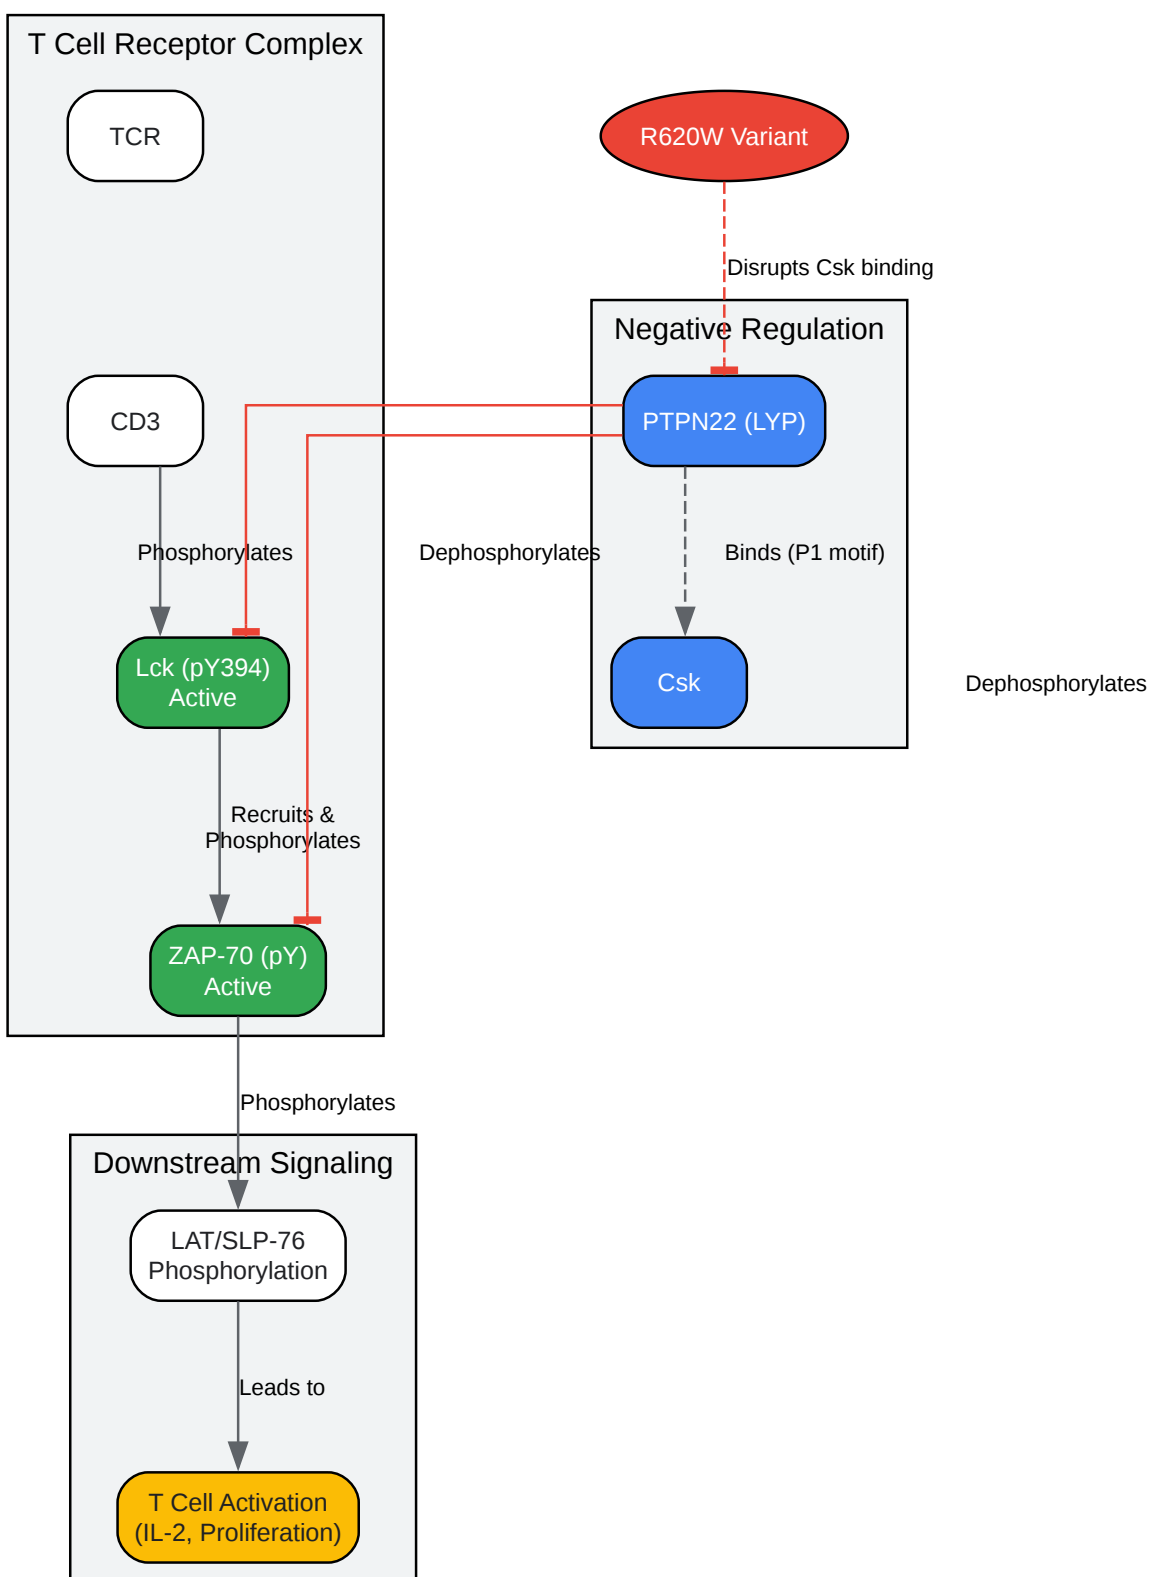 T Cell Receptor Complex
TCR
R620W Variant
Disrupts Csk binding
Negative Regulation
CD3
PTPN22 (LYP)
Phosphorylates
Dephosphorylates
Binds (P1 motif)
Lck (pY394)
Active
Csk
Dephosphorylates
Recruits &
Phosphorylates
ZAP-70 (pY)
Active
Phosphorylates
Downstream Signaling
LAT/SLP-76
Phosphorylation
Leads to
T Cell Activation
(IL-2, Proliferation)